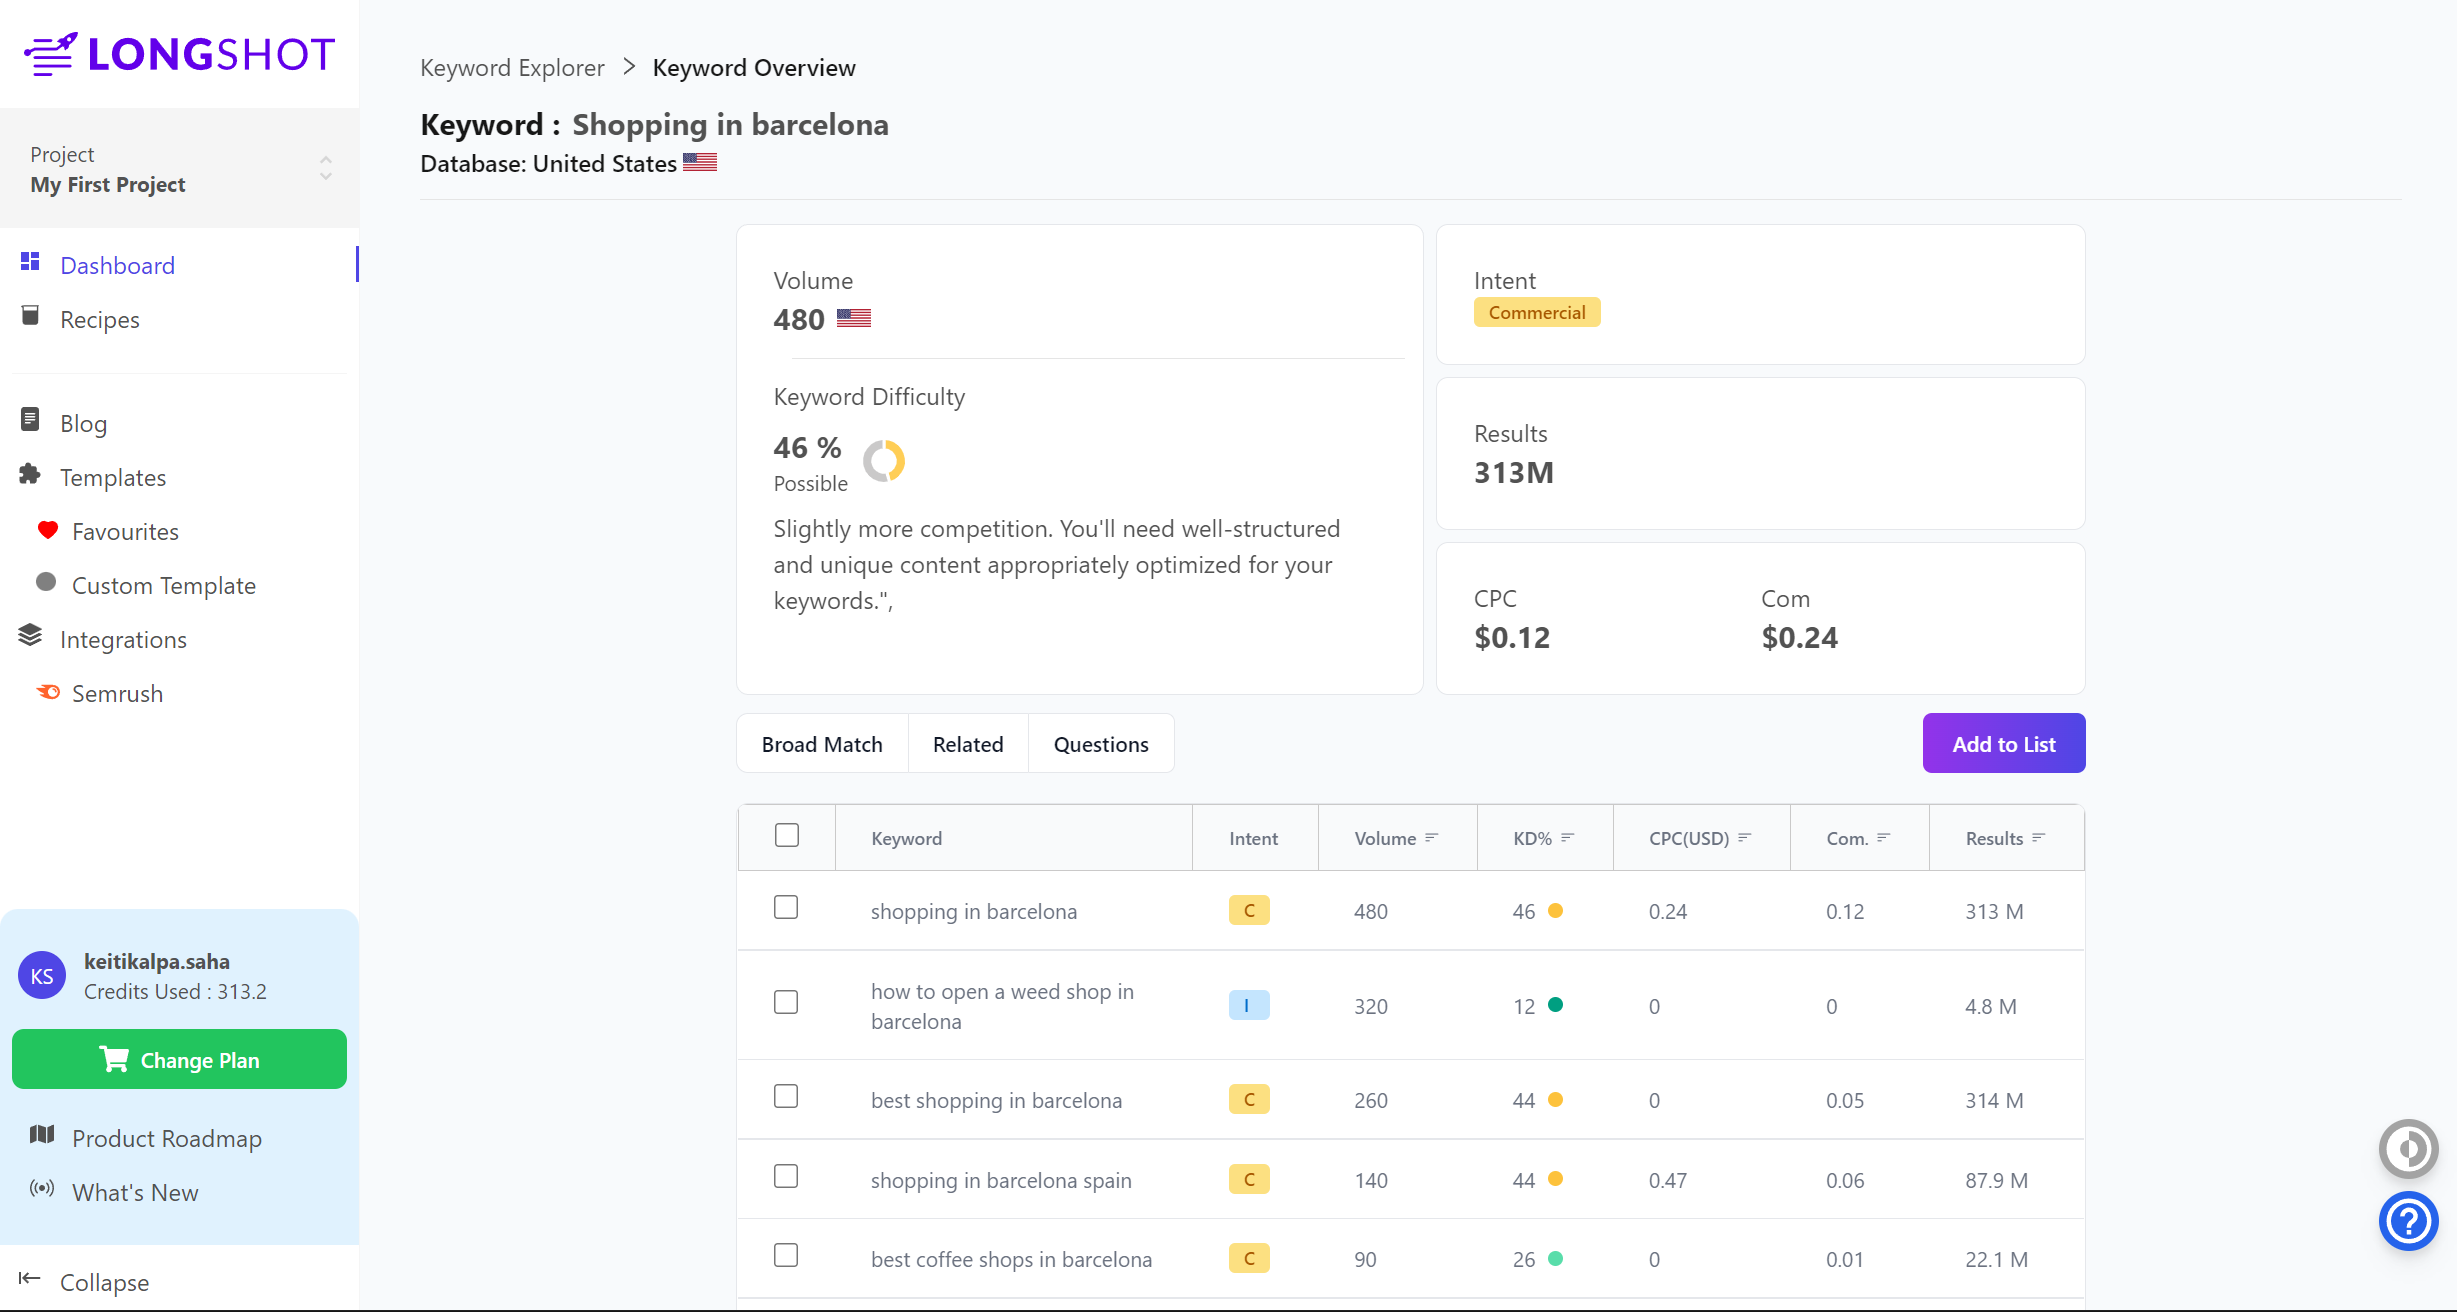 LONGSHOT
Project
My First Project
Dashboard
Recipes
Blog
Templates
Favourites
Custom Template
Integrations
Semrush
KS
keitikalpa.saha
Credits Used : 313.2
Change Plan
Product Roadmap
What's New
Collapse
Keyword Explorer > Keyword Overview
Keyword : Shopping in barcelona
Database: United States
Volume
480
Keyword Difficulty
46 %
Possible
Slightly more competition. You'll need well-structured
and unique content appropriately optimized for your
keywords.",
Intent
Commercial
Results
313M
CPC Com
$0.12 $0.24
Broad Match Related Questions Add to List
Keyword Intent Volume KD% CPC(USD) Com. Results
shopping in barcelona C 480 46 0.24 0.12 313 M
how to open a weed shop in
barcelona I 320 12 0 0 4.8 M
best shopping in barcelona C 260 44 0 0.05 314 M
shopping in barcelona spain C 140 44 0.47 0.06 87.9 M
best coffee shops in barcelona C 90 26 0 0.01 22.1 M